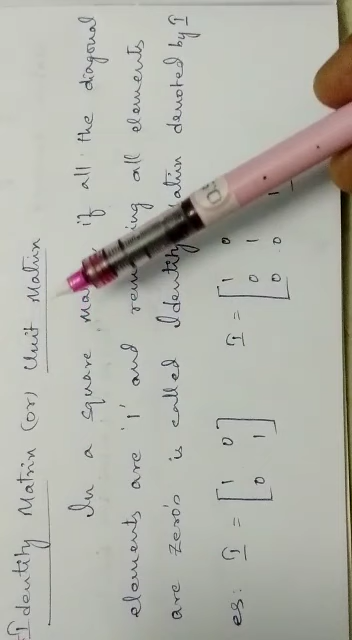 Identity Matrix (or) Unit Matrix
In a square if all the diagonal
elements are '1' and all elements
are zero's is called Identity denoted by I
eg: I = [1 0 I = [1 0
0 1] 0 1
0 0